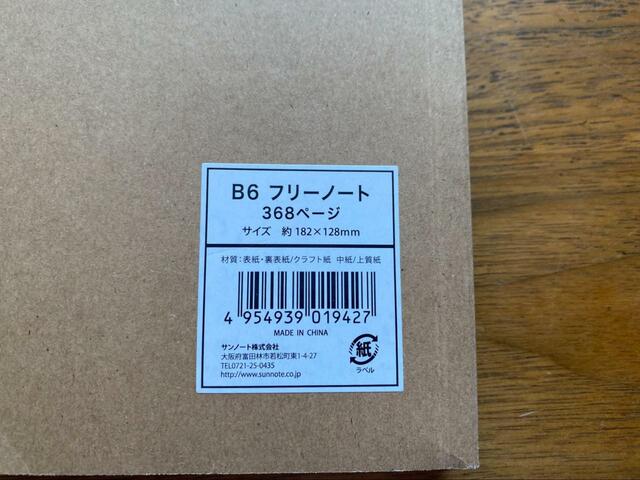 B6 フリーノート
368ページ
サイズ 約 182×128mm
材質:表紙・裏表紙/クラフト紙 中紙/上質紙
4 954939 019427
MADE IN CHINA
サンノート株式会社
大阪府富田林市若松町東1-4-27
TEL0721-25-0435
http://www.sunnote.co.jp
紙
ラベル